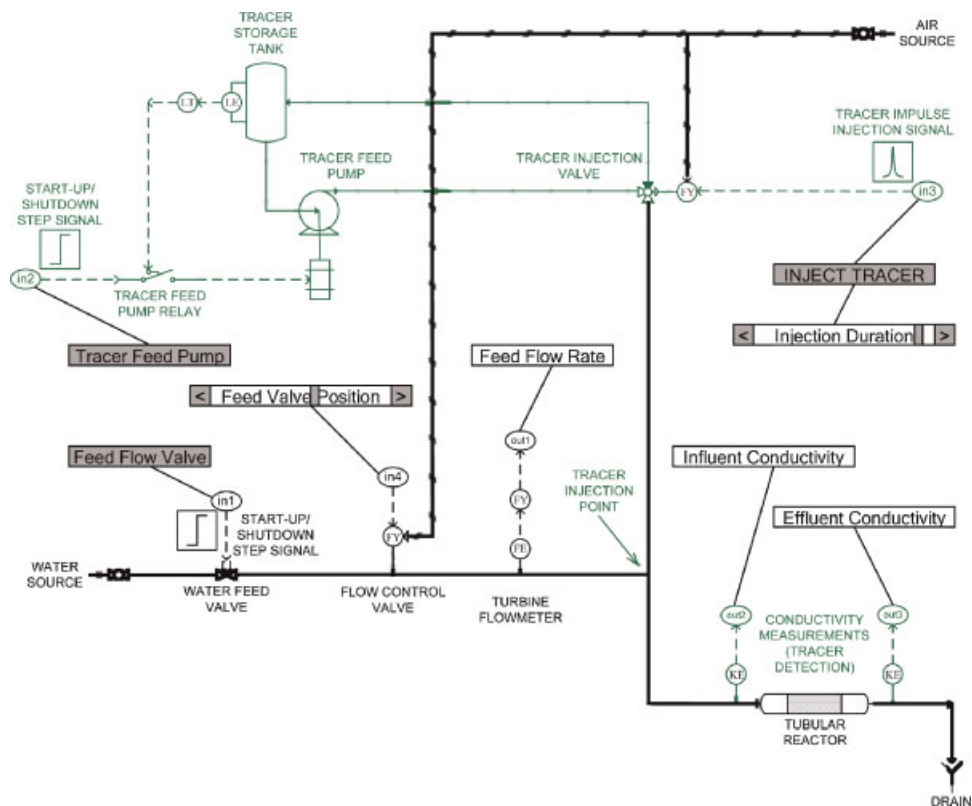 TRACER
STORAGE
TANK
AIR
SOURCE
LT
LE
TRACER IMPULSE
INJECTION SIGNAL
TRACER FEED
PUMP
TRACER INJECTION
VALVE
START-UP/
SHUTDOWN
STEP SIGNAL
FY
in3
in2
TRACER FEED
PUMP RELAY
INJECT TRACER
< Injection Duration >
Tracer Feed Pump
Feed Flow Rate
< Feed Valve Position >
out1
Feed Flow Valve
Influent Conductivity
in4
TRACER
INJECTION
POINT
in1
FY
START-UP/
SHUTDOWN
STEP SIGNAL
Effluent Conductivity
FY
FE
WATER
SOURCE
WATER FEED
VALVE
FLOW CONTROL
VALVE
TURBINE
FLOWMETER
out2
out3
CONDUCTIVITY
MEASUREMENTS
(TRACER
DETECTION)
KE
KE
TUBULAR
REACTOR
DRAIN